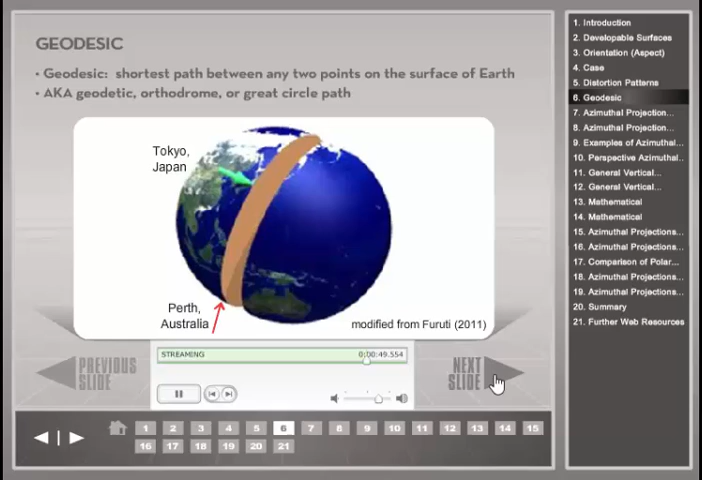 GEODESIC
• Geodesic: shortest path between any two points on the surface of Earth
• AKA geodetic, orthodrome, or great circle path
Tokyo,
Japan
Perth,
Australia
modified from Furuti (2011)
STREAMING 0:00:49.554
PREVIOUS
SLIDE
NEXT
SLIDE
1 2 3 4 5 6 7 8 9 10 11 12 13 14 15
16 17 18 19 20 21
1. Introduction
2. Developable Surfaces
3. Orientation (Aspect)
4. Case
5. Distortion Patterns
6. Geodesic
7. Azimuthal Projection...
8. Azimuthal Projection...
9. Examples of Azimuthal...
10. Perspective Azimuthal..
11. General Vertical...
12. General Vertical...
13. Mathematical
14. Mathematical
15. Azimuthal Projections...
16. Azimuthal Projections...
17. Comparison of Polar...
18. Azimuthal Projections...
19. Azimuthal Projections...
20. Summary
21. Further Web Resources